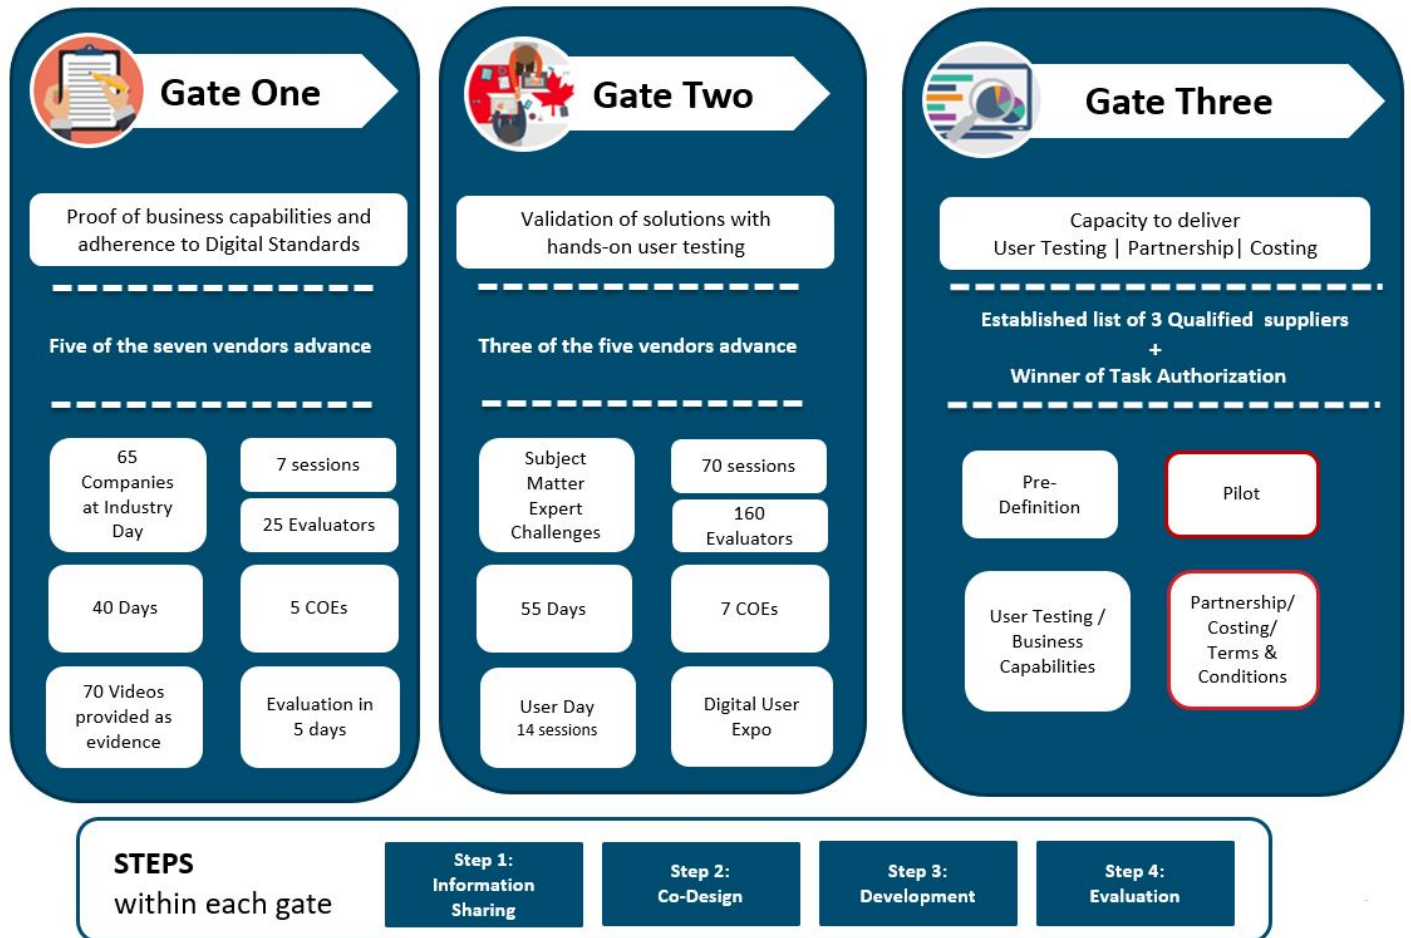 Gate One
Proof of business capabilities and
adherence to Digital Standards
Five of the seven vendors advance
65
Companies
at Industry
Day
7 sessions
25 Evaluators
40 Days
5 COEs
70 Videos
provided as
evidence
Evaluation in
5 days
Gate Two
Validation of solutions with
hands-on user testing
Three of the five vendors advance
Subject
Matter
Expert
Challenges
70 sessions
160
Evaluators
55 Days
7 COEs
User Day
14 sessions
Digital User
Expo
Gate Three
Capacity to deliver
User Testing | Partnership| Costing
Established list of 3 Qualified suppliers
+
Winner of Task Authorization
Pre-
Definition
Pilot
User Testing /
Business
Capabilities
Partnership/
Costing/
Terms &
Conditions
STEPS
within each gate
Step 1:
Information
Sharing
Step 2:
Co-Design
Step 3:
Development
Step 4:
Evaluation